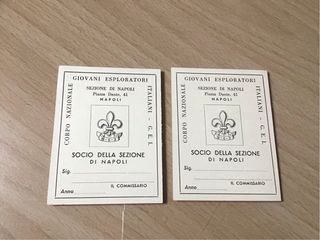 GIOVANI ESPLORATORI
CORPO NAZIONALE
ITALIANI - G. E. I.
SEZIONE DI NAPOLI
Piazza Dante, 41
NAPOLI
SOCIO DELLA SEZIONE
DI NAPOLI
Sig.
IL COMMISSARIO
Anno
GIOVANI ESPLORATORI
CORPO NAZIONALE
ITALIANI - G. E. I.
SEZIONE DI NAPOLI
Piazza Dante, 41
NAPOLI
SOCIO DELLA SEZIONE
DI NAPOLI
Sig.
IL COMMISSARIO
Anno